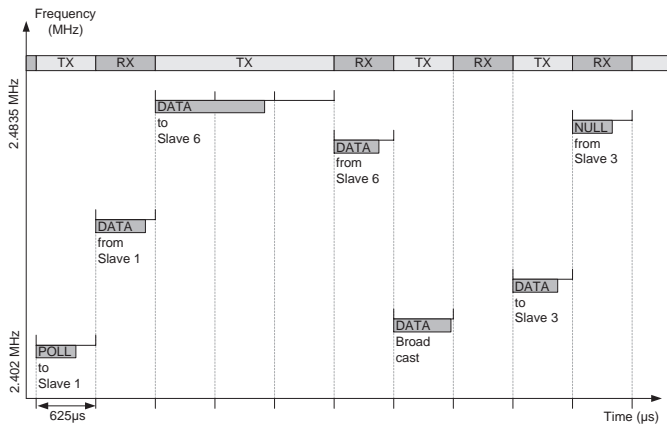 Frequency
(MHz)
TX
RX
TX
RX
TX
RX
TX
RX
2.4835 MHz
DATA
to
Slave 6
NULL
from
Slave 3
DATA
from
Slave 6
DATA
from
Slave 1
DATA
to
Slave 3
DATA
Broad
cast
2.402 MHz
POLL
to
Slave 1
625µs
Time (µs)